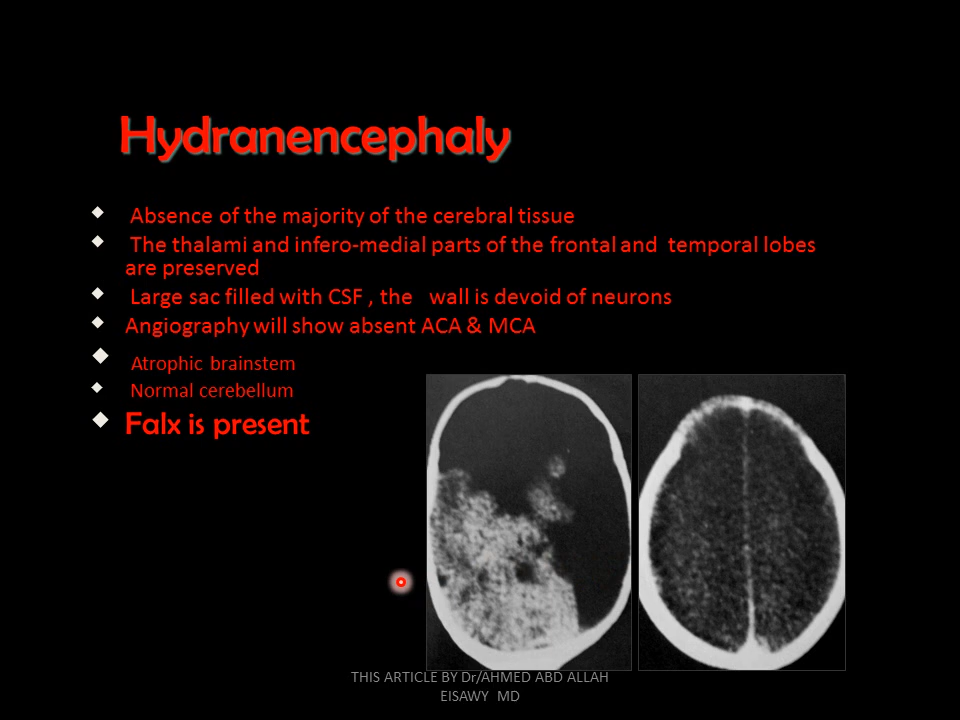 Hydranencephaly
Absence of the majority of the cerebral tissue
The thalami and infero-medial parts of the frontal and temporal lobes
are preserved
Large sac filled with CSF , the wall is devoid of neurons
Angiography will show absent ACA & MCA
Atrophic brainstem
Normal cerebellum
Falx is present
THIS ARTICLE BY Dr/AHMED ABD ALLAH
EISAWY MD